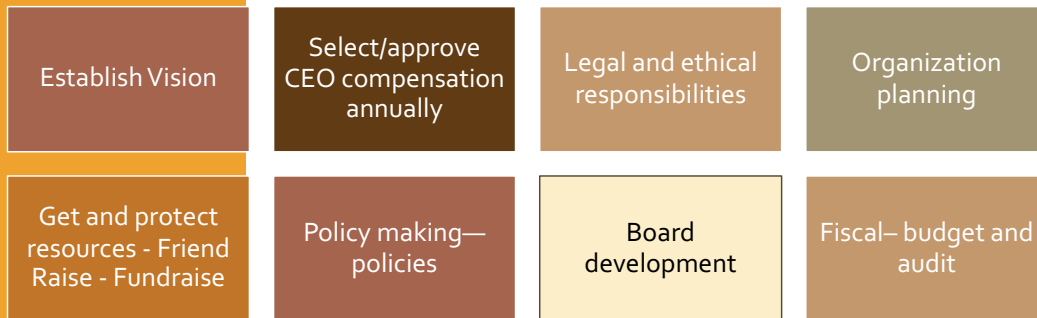 Establish Vision
Select/approve
CEO compensation
annually
Legal and ethical
responsibilities
Organization
planning
Get and protect
resources - Friend
Raise - Fundraise
Policy making—
policies
Board
development
Fiscal– budget and
audit